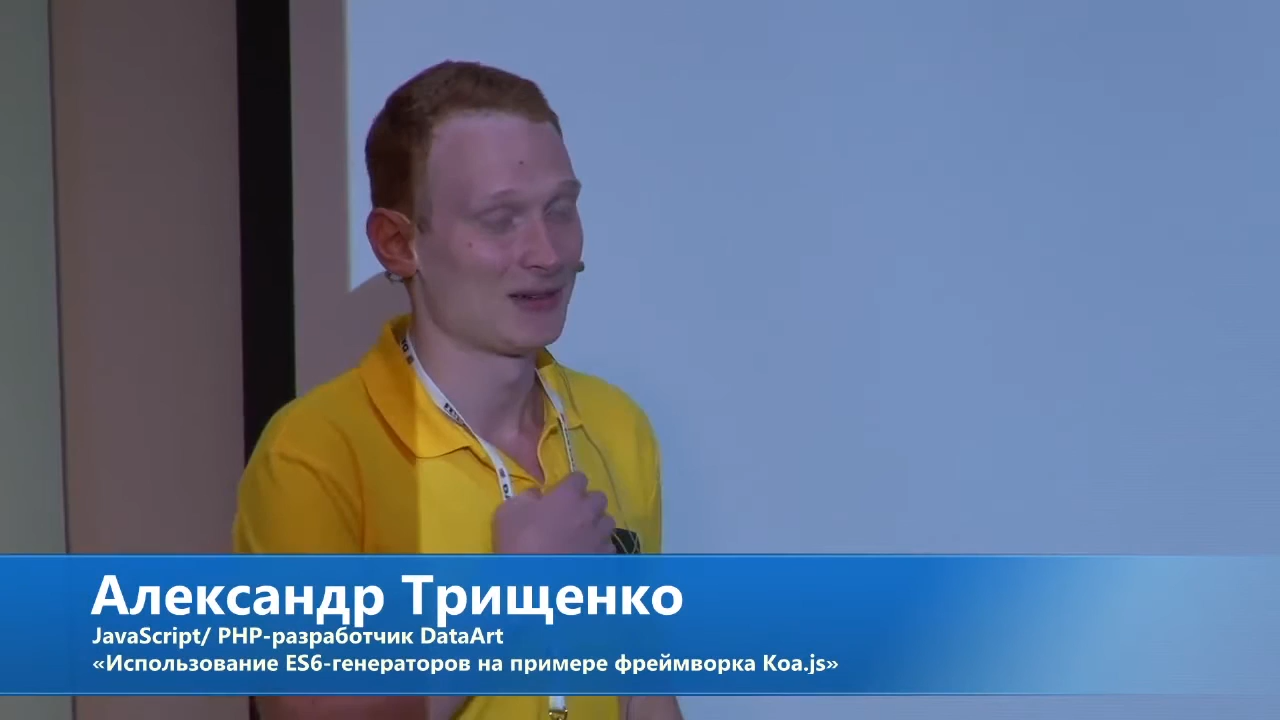 Александр Трищенко
JavaScript/ PHP-разработчик DataArt
«Использование ES6-генераторов на примере фреймворка Koa.js»